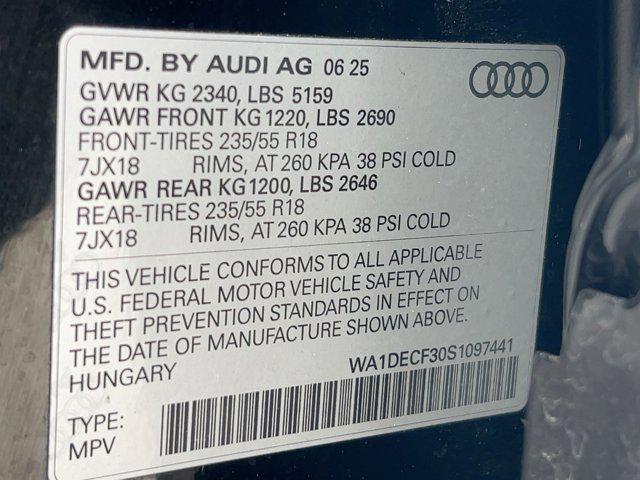 MFD. BY AUDI AG 06 25
GVWR KG 2340, LBS 5159
GAWR FRONT KG 1220, LBS 2690
FRONT-TIRES 235/55 R18
7JX18 RIMS, AT 260 KPA 38 PSI COLD
GAWR REAR KG1200, LBS 2646
REAR-TIRES 235/55 R18
7JX18 RIMS, AT 260 KPA 38 PSI COLD
THIS VEHICLE CONFORMS TO ALL APPLICABLE
U.S. FEDERAL MOTOR VEHICLE SAFETY AND
THEFT PREVENTION STANDARDS IN EFFECT ON
THE DATE OF MANUFACTURE SHOWN ABOVE.
HUNGARY WA1DECF30S1097441
TYPE:
MPV